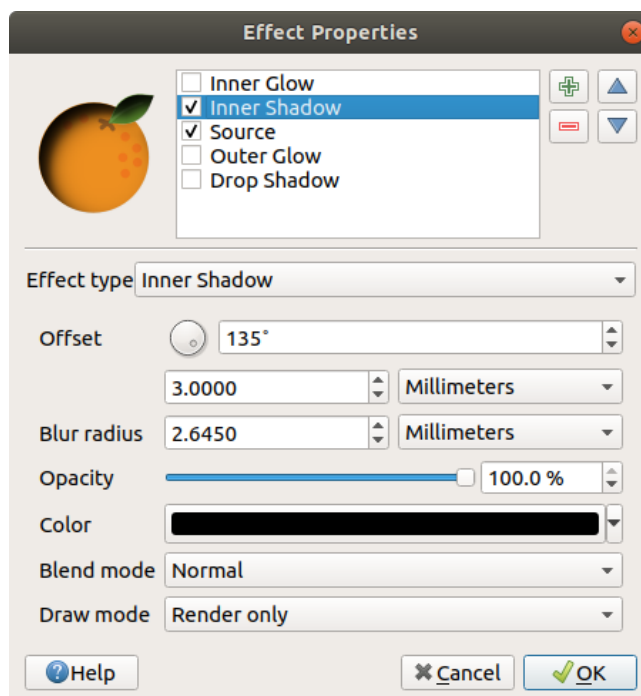 Effect Properties
Inner Glow
Inner Shadow
Source
Outer Glow
Drop Shadow
Effect type Inner Shadow
Offset 135°
3.0000 Millimeters
Blur radius 2.6450 Millimeters
Opacity 100.0 %
Color
Blend mode Normal
Draw mode Render only
Help Cancel OK